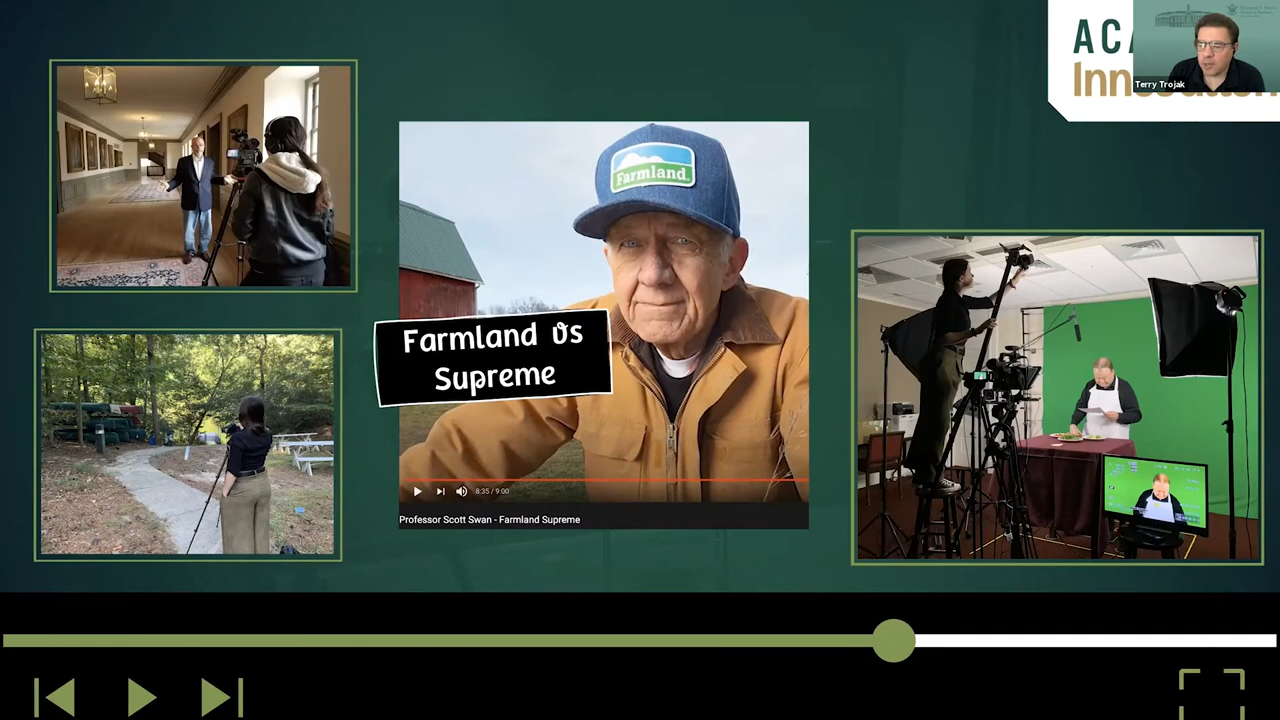 ACA
Inn
Terry Trojak
Farmland.
Farmland Vs
Supreme
8:35 / 9:00
Professor Scott Swan - Farmland Supreme